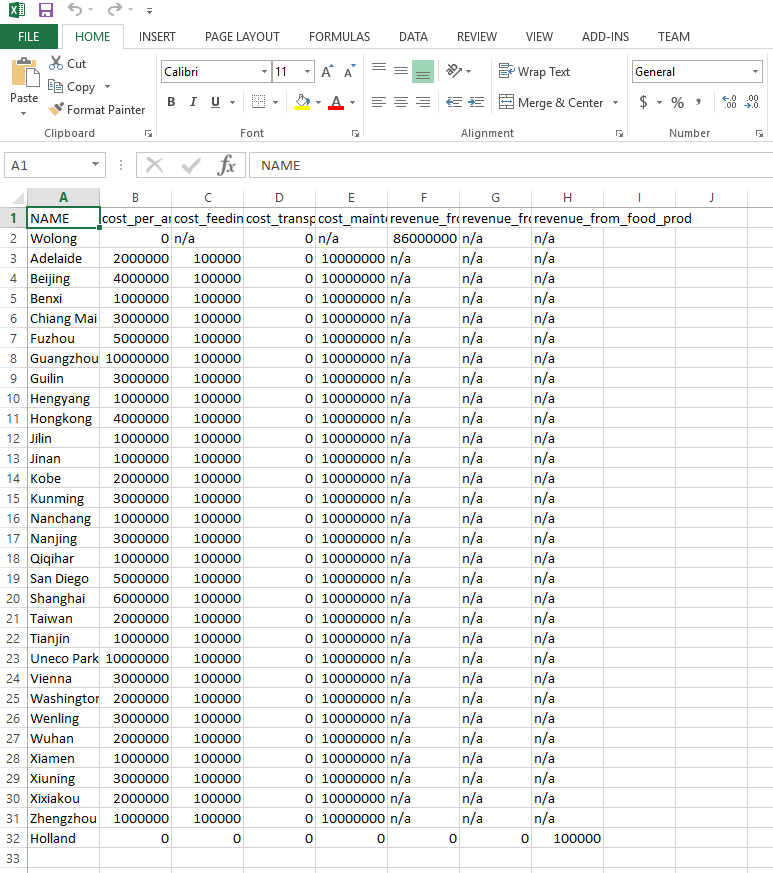 FILE HOME INSERT PAGE LAYOUT FORMULAS DATA REVIEW VIEW ADD-INS TEAM
Paste
Cut
Copy
Format Painter
Calibri 11
B I U
A
Wrap Text
Merge & Center
General
$ % ,
Clipboard Font Alignment Number
A1 fx NAME
A B C D E F G H I J
1 NAME cost_per_ar cost_feedin cost_transp cost_mainte revenue_fro revenue_fro revenue_from_food_prod
2 Wolong 0 n/a 0 n/a 86000000 n/a n/a
3 Adelaide 2000000 100000 0 10000000 n/a n/a n/a
4 Beijing 4000000 100000 0 10000000 n/a n/a n/a
5 Benxi 1000000 100000 0 10000000 n/a n/a n/a
6 Chiang Mai 3000000 100000 0 10000000 n/a n/a n/a
7 Fuzhou 5000000 100000 0 10000000 n/a n/a n/a
8 Guangzhou 10000000 100000 0 10000000 n/a n/a n/a
9 Guilin 3000000 100000 0 10000000 n/a n/a n/a
10 Hengyang 1000000 100000 0 10000000 n/a n/a n/a
11 Hongkong 4000000 100000 0 10000000 n/a n/a n/a
12 Jilin 1000000 100000 0 10000000 n/a n/a n/a
13 Jinan 1000000 100000 0 10000000 n/a n/a n/a
14 Kobe 2000000 100000 0 10000000 n/a n/a n/a
15 Kunming 3000000 100000 0 10000000 n/a n/a n/a
16 Nanchang 1000000 100000 0 10000000 n/a n/a n/a
17 Nanjing 3000000 100000 0 10000000 n/a n/a n/a
18 Qiqihar 1000000 100000 0 10000000 n/a n/a n/a
19 San Diego 5000000 100000 0 10000000 n/a n/a n/a
20 Shanghai 6000000 100000 0 10000000 n/a n/a n/a
21 Taiwan 2000000 100000 0 10000000 n/a n/a n/a
22 Tianjin 1000000 100000 0 10000000 n/a n/a n/a
23 Uneco Park 10000000 100000 0 10000000 n/a n/a n/a
24 Vienna 3000000 100000 0 10000000 n/a n/a n/a
25 Washington 2000000 100000 0 10000000 n/a n/a n/a
26 Wenling 3000000 100000 0 10000000 n/a n/a n/a
27 Wuhan 2000000 100000 0 10000000 n/a n/a n/a
28 Xiamen 1000000 100000 0 10000000 n/a n/a n/a
29 Xiuning 3000000 100000 0 10000000 n/a n/a n/a
30 Xixiakou 2000000 100000 0 10000000 n/a n/a n/a
31 Zhengzhou 1000000 100000 0 10000000 n/a n/a n/a
32 Holland 0 0 0 0 0 0 100000
33